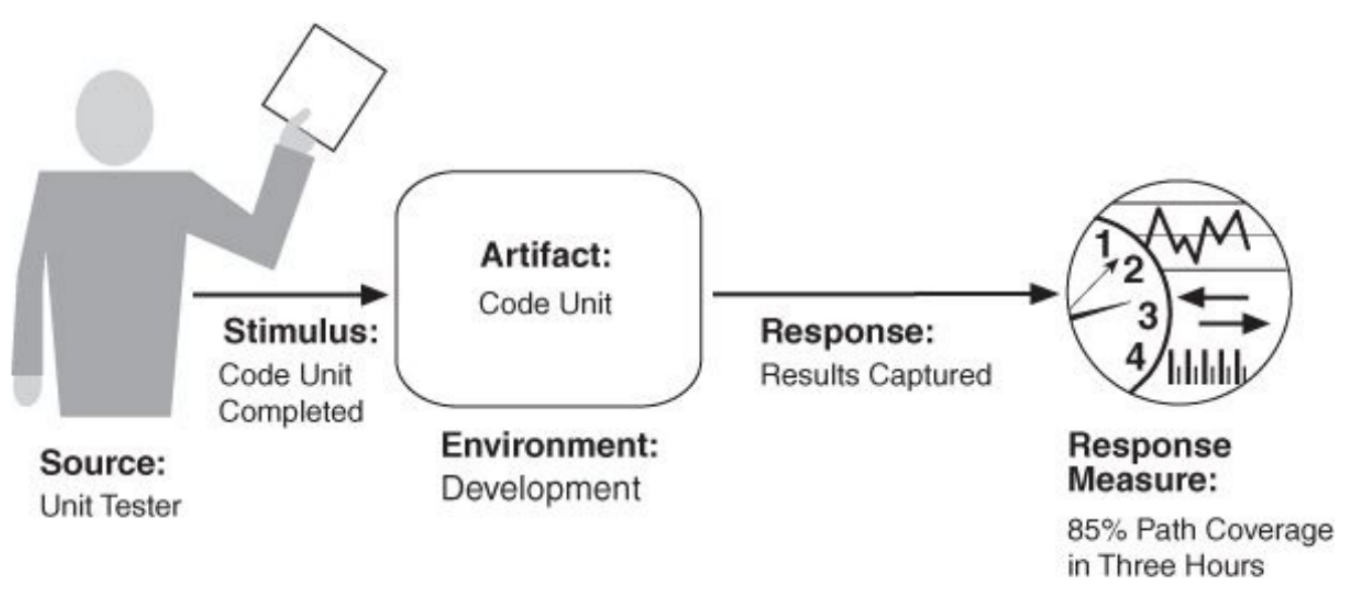 Source:
Unit Tester
Stimulus:
Code Unit
Completed
Artifact:
Code Unit
Environment:
Development
Response:
Results Captured
1
2
3
4
Response
Measure:
85% Path Coverage
in Three Hours